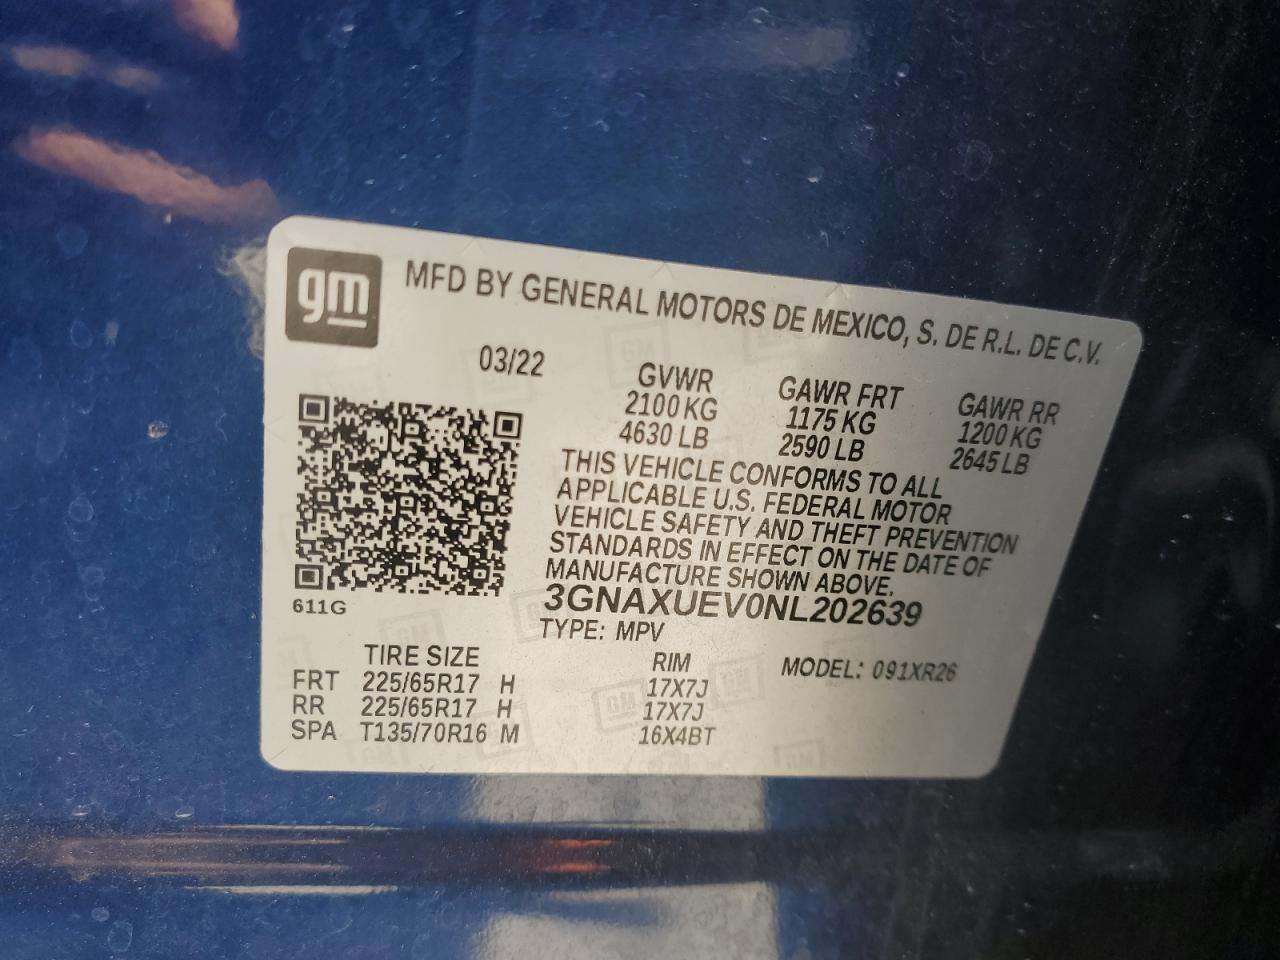 gm
MFD BY GENERAL MOTORS DE MEXICO, S. DE R.L. DE C.V.
03/22
GVWR GAWR FRT GAWR RR
2100 KG 1175 KG 1200 KG
4630 LB 2590 LB 2645 LB
THIS VEHICLE CONFORMS TO ALL
APPLICABLE U.S. FEDERAL MOTOR
VEHICLE SAFETY AND THEFT PREVENTION
STANDARDS IN EFFECT ON THE DATE OF
MANUFACTURE SHOWN ABOVE.
3GNAXUEV0NL202639
611G
TYPE: MPV
MODEL: 091XR26
TIRE SIZE RIM
FRT 225/65R17 H 17X7J
RR 225/65R17 H 17X7J
SPA T135/70R16 M 16X4BT